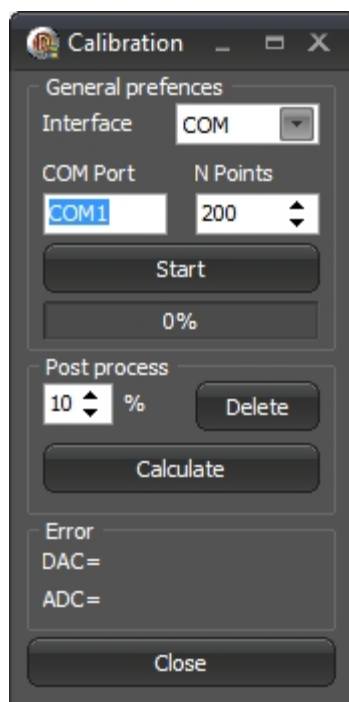 Calibration
General prefences
Interface COM
COM Port N Points
COM1 200
Start
0%
Post process
10 % Delete
Calculate
Error
DAC=
ADC=
Close